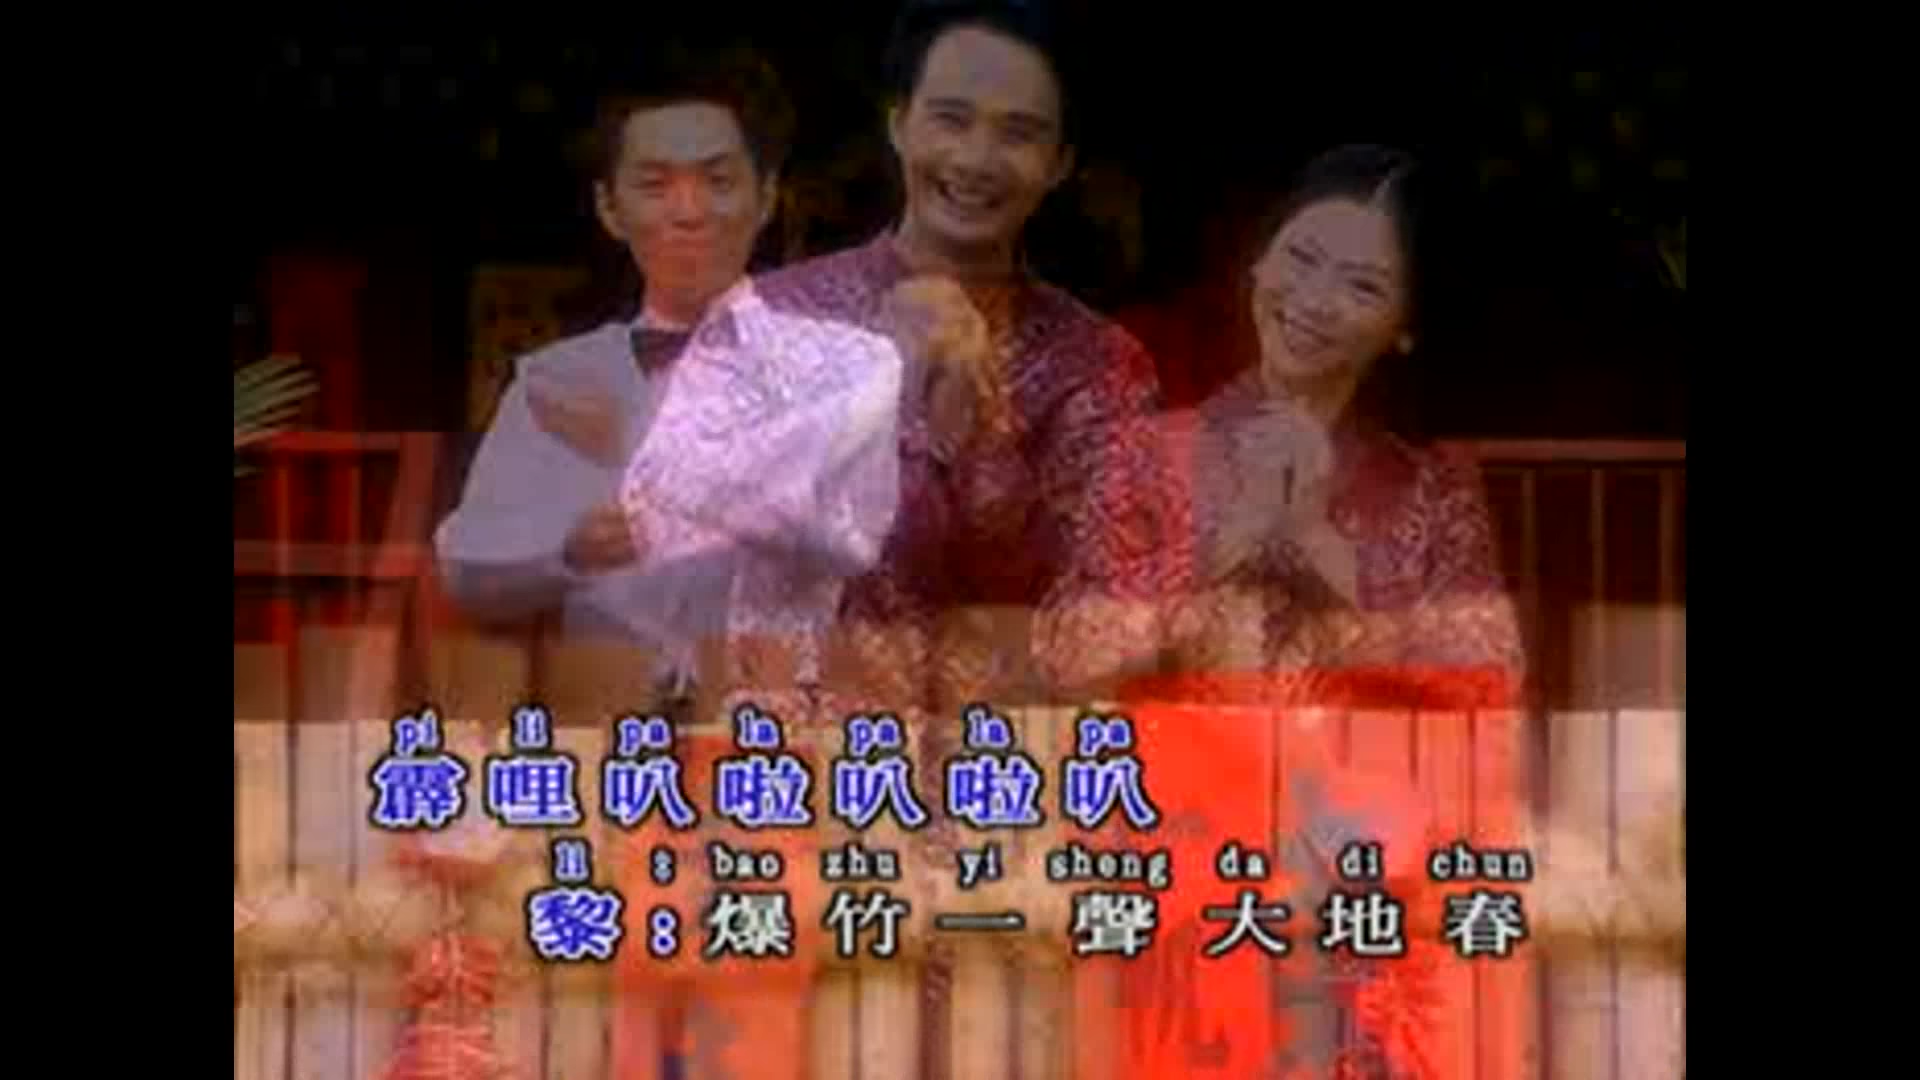 pi li pa la pa la pa
霹哩叭啦叭啦叭
li : bao zhu yi sheng da di chun
黎:爆竹一聲大地春